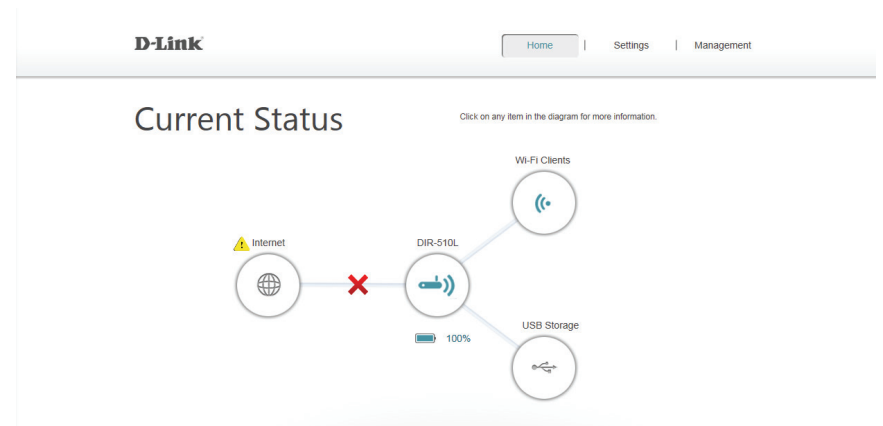 D-Link
Home | Settings | Management
Current Status
Click on any item in the diagram for more information.
Wi-Fi Clients
Internet
DIR-510L
100%
USB Storage